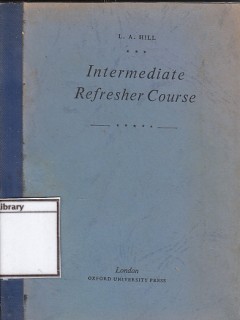 L. A. HILL
Intermediate
Refresher Course
Library
London
OXFORD UNIVERSITY PRESS